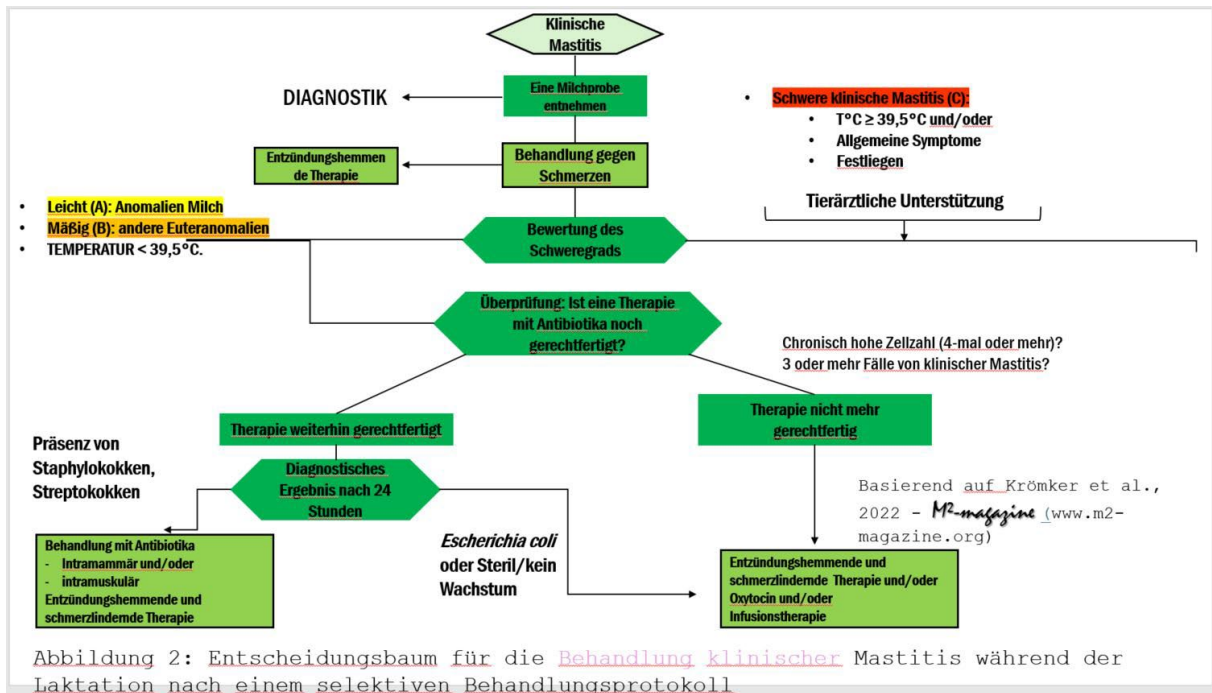 Klinische
Mastitis
Eine Milchprobe
entnehmen
DIAGNOSTIK
Behandlung gegen
Schmerzen
Entzündungshemmen
de Therapie
• Schwere klinische Mastitis (C):
• T°C ≥ 39,5°C und/oder
• Allgemeine Symptome
• Festliegen
Tierärztliche Unterstützung
• Leicht (A): Anomalien Milch
• Mäßig (B): andere Euteranomalien
• TEMPERATUR < 39,5°C.
Bewertung des
Schweregrads
Überprüfung: Ist eine Therapie
mit Antibiotika noch
gerechtfertigt?
Chronisch hohe Zellzahl (4-mal oder mehr)?
3 oder mehr Fälle von klinischer Mastitis?
Therapie weiterhin gerechtfertigt
Therapie nicht mehr
gerechtfertig
Präsenz von
Staphylokokken,
Streptokokken
Diagnostisches
Ergebnis nach 24
Stunden
Basierend auf Krömker et al.,
2022 - M²-magazine (www.m2-
magazine.org)
Escherichia coli
oder Steril/kein
Wachstum
Behandlung mit Antibiotika
- Intramammär und/oder
- intramuskulär
Entzündungshemmende und
schmerzlindernde Therapie
Entzündungshemmende und
schmerzlindernde Therapie und/oder
Oxytocin und/oder
Infusionstherapie
Abbildung 2: Entscheidungsbaum für die Behandlung klinischer Mastitis während der
Laktation nach einem selektiven Behandlungsprotokoll